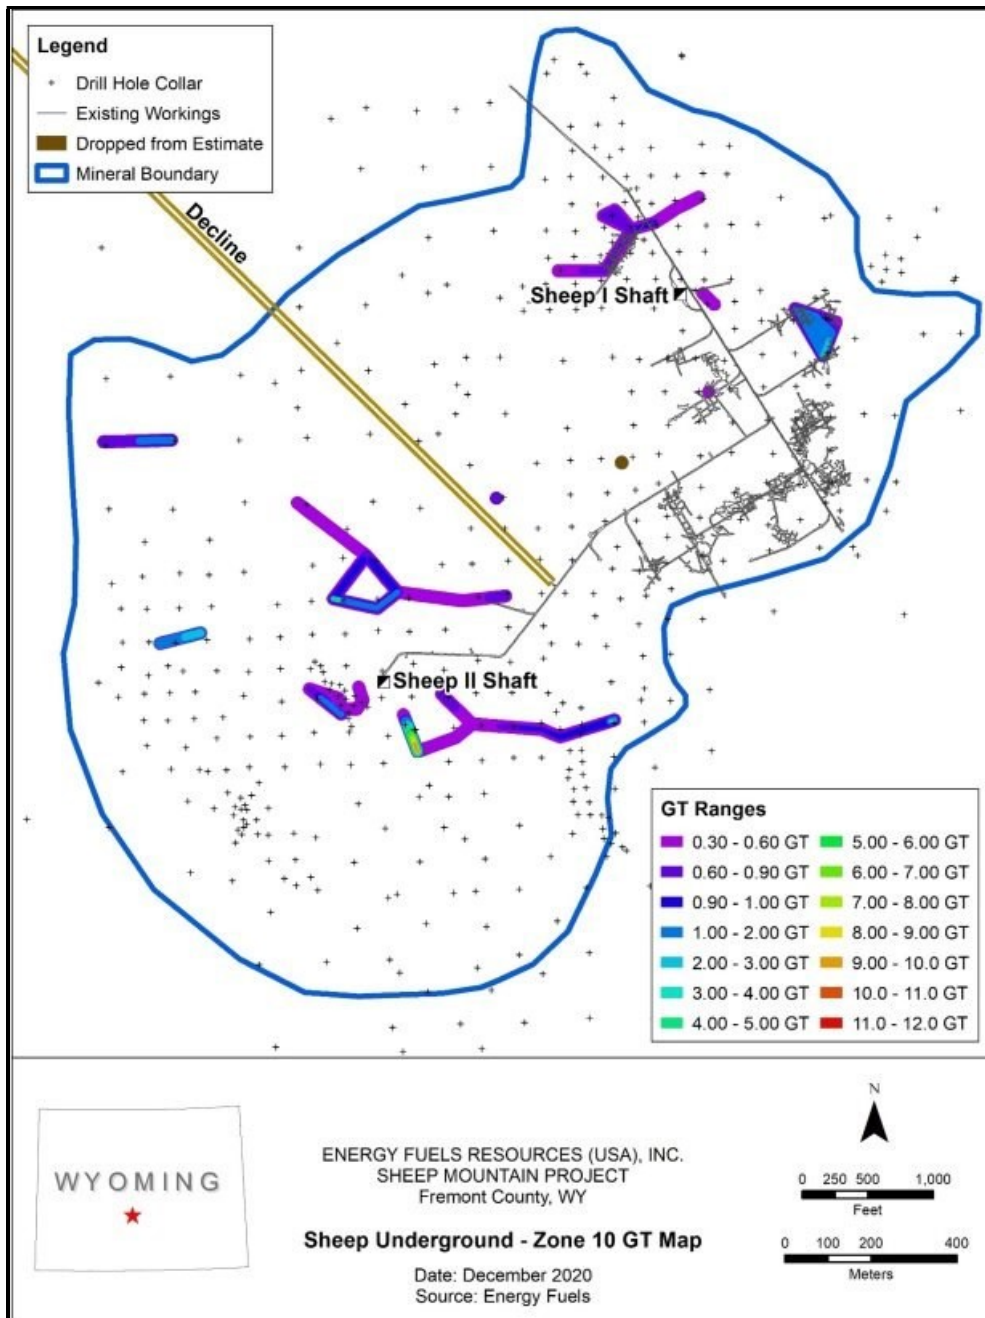 Legend
Drill Hole Collar
Existing Workings
Dropped from Estimate
Mineral Boundary
Decline
Sheep I Shaft
Sheep II Shaft
GT Ranges
0.30 - 0.60 GT
0.60 - 0.90 GT
0.90 - 1.00 GT
1.00 - 2.00 GT
2.00 - 3.00 GT
3.00 - 4.00 GT
4.00 - 5.00 GT
5.00 - 6.00 GT
6.00 - 7.00 GT
7.00 - 8.00 GT
8.00 - 9.00 GT
9.00 - 10.0 GT
10.0 - 11.0 GT
11.0 - 12.0 GT
WYOMING
ENERGY FUELS RESOURCES (USA), INC.
SHEEP MOUNTAIN PROJECT
Fremont County, WY
Sheep Underground - Zone 10 GT Map
Date: December 2020
Source: Energy Fuels
N
0 250 500 1,000
Feet
0 100 200 400
Meters